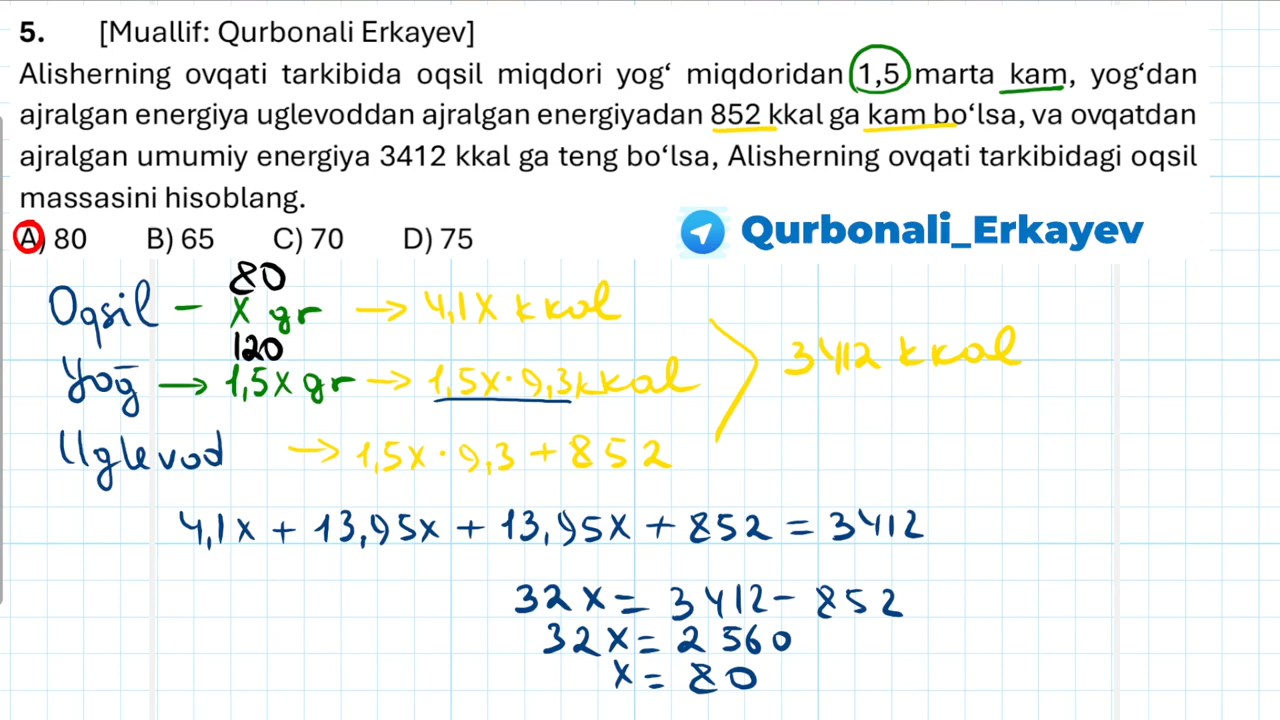 5. [Muallif: Qurbonali Erkayev]
Alisherning ovqati tarkibida oqsil miqdori yog‘ miqdoridan 1,5 marta kam, yog‘dan
ajralgan energiya uglevoddan ajralgan energiyadan 852 kkal ga kam bo‘lsa, va ovqatdan
ajralgan umumiy energiya 3412 kkal ga teng bo‘lsa, Alisherning ovqati tarkibidagi oqsil
massasini hisoblang.
A) 80 B) 65 C) 70 D) 75
Qurbonali_Erkayev
80
Oqsil – x gr → 4,1x kkol
120
Yoğ → 1,5x gr → 1,5x · 9,3 kkal
3412 kkol
Uglevod → 1,5x · 9,3 + 852
4,1x + 13,95x + 13,95x + 852 = 3412
32x = 3412 - 852
32x = 2560
x = 80